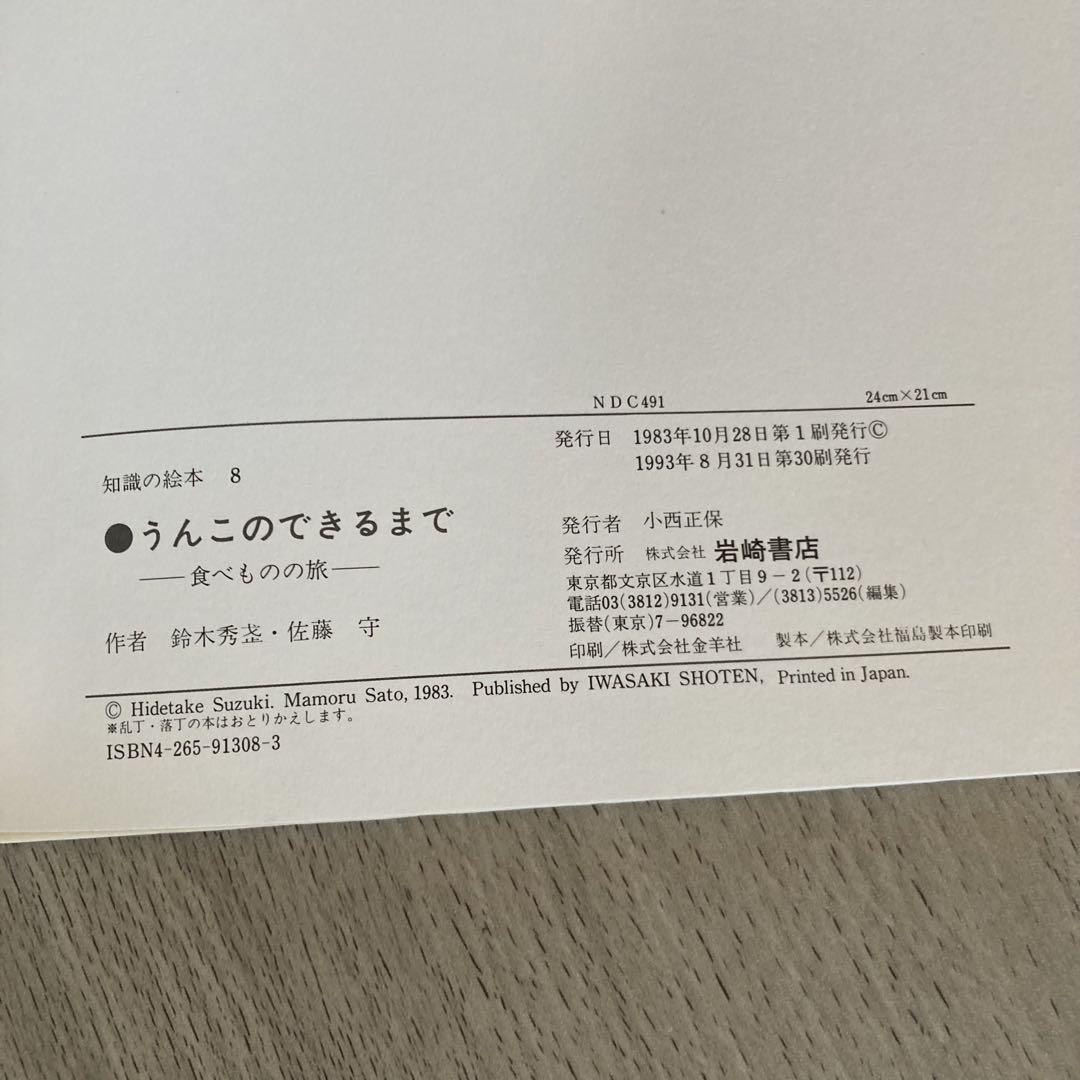 NDC491 24cm×21cm
知識の絵本 8
●うんこのできるまで
——食べものの旅——
作者 鈴木秀盃・佐藤 守
発行日 1983年10月28日第1刷発行©
1993年8月31日第30刷発行
発行者 小西正保
発行所 株式会社 岩崎書店
東京都文京区水道1丁目9-2(〒112)
電話03(3812)9131(営業)/(3813)5526(編集)
振替(東京)7-96822
印刷/株式会社金羊社 製本/株式会社福島製本印刷
© Hidetake Suzuki. Mamoru Sato, 1983. Published by IWASAKI SHOTEN, Printed in Japan.
※乱丁・落丁の本はおとりかえします。
ISBN4-265-91308-3